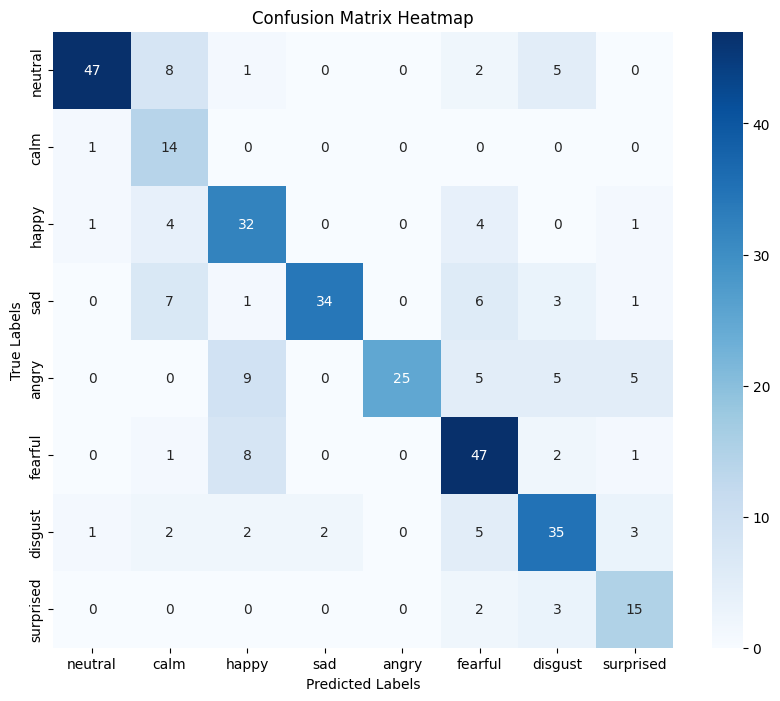 Confusion Matrix Heatmap
neutral 47 8 1 0 0 2 5 0
calm 1 14 0 0 0 0 0 0
happy 1 4 32 0 0 4 0 1
sad 0 7 1 34 0 6 3 1
angry 0 0 9 0 25 5 5 5
fearful 0 1 8 0 0 47 2 1
disgust 1 2 2 2 0 5 35 3
surprised 0 0 0 0 0 2 3 15
neutral calm happy sad angry fearful disgust surprised
Predicted Labels
True Labels
40
30
20
10
0